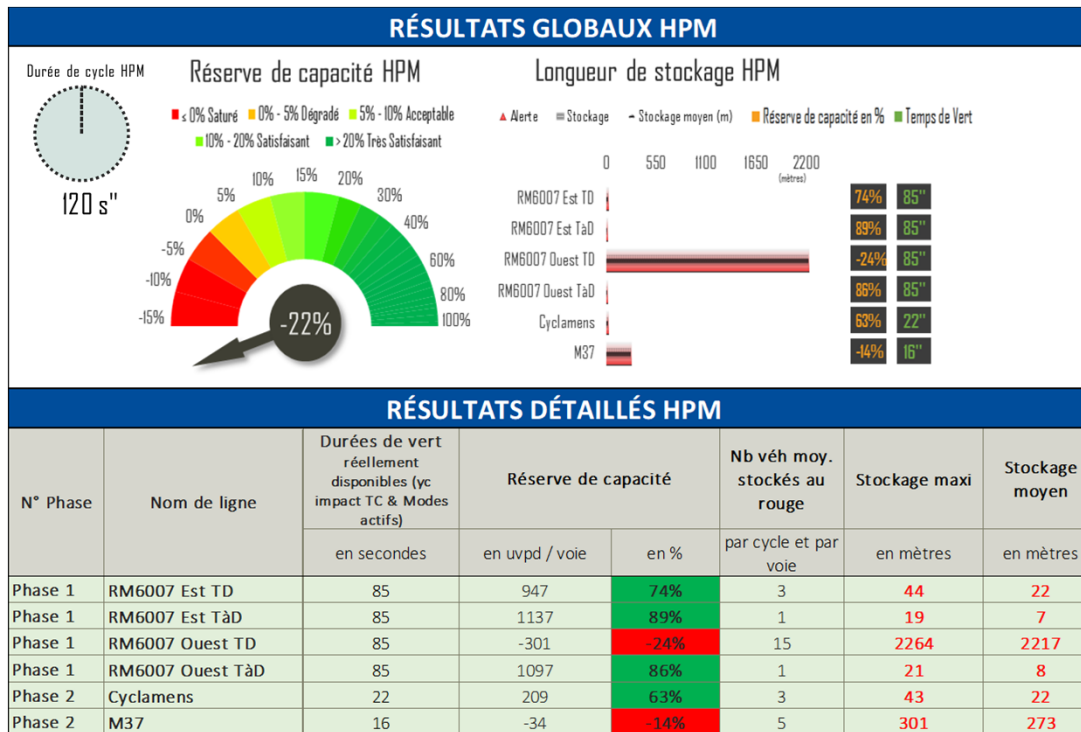 RÉSULTATS GLOBAUX HPM
Durée de cycle HPM
120 s"
Réserve de capacité HPM
≤ 0% Saturé 0% - 5% Dégradé 5% - 10% Acceptable
10% - 20% Satisfaisant > 20% Très Satisfaisant
-15%
-10%
-5%
0%
5%
10%
15%
20%
30%
40%
60%
80%
100%
-22%
Longueur de stockage HPM
Alerte Stockage Stockage moyen (m) Réserve de capacité en % Temps de Vert
0 550 1100 1650 2200
(mètres)
RM6007 Est TD 74% 85"
RM6007 Est TàD 89% 85"
RM6007 Ouest TD -24% 85"
RM6007 Ouest TàD 86% 85"
Cyclamens 63% 22"
M37 -14% 16"
RÉSULTATS DÉTAILLÉS HPM
N° Phase
Nom de ligne
Durées de vert
réellement
disponibles (yc
impact TC & Modes
actifs)
Réserve de capacité
Nb véh moy.
stockés au
rouge
Stockage maxi
Stockage
moyen
en secondes
en uvpd / voie
en %
par cycle et par
voie
en mètres
en mètres
Phase 1 RM6007 Est TD 85 947 74% 3 44 22
Phase 1 RM6007 Est TàD 85 1137 89% 1 19 7
Phase 1 RM6007 Ouest TD 85 -301 -24% 15 2264 2217
Phase 1 RM6007 Ouest TàD 85 1097 86% 1 21 8
Phase 2 Cyclamens 22 209 63% 3 43 22
Phase 2 M37 16 -34 -14% 5 301 273